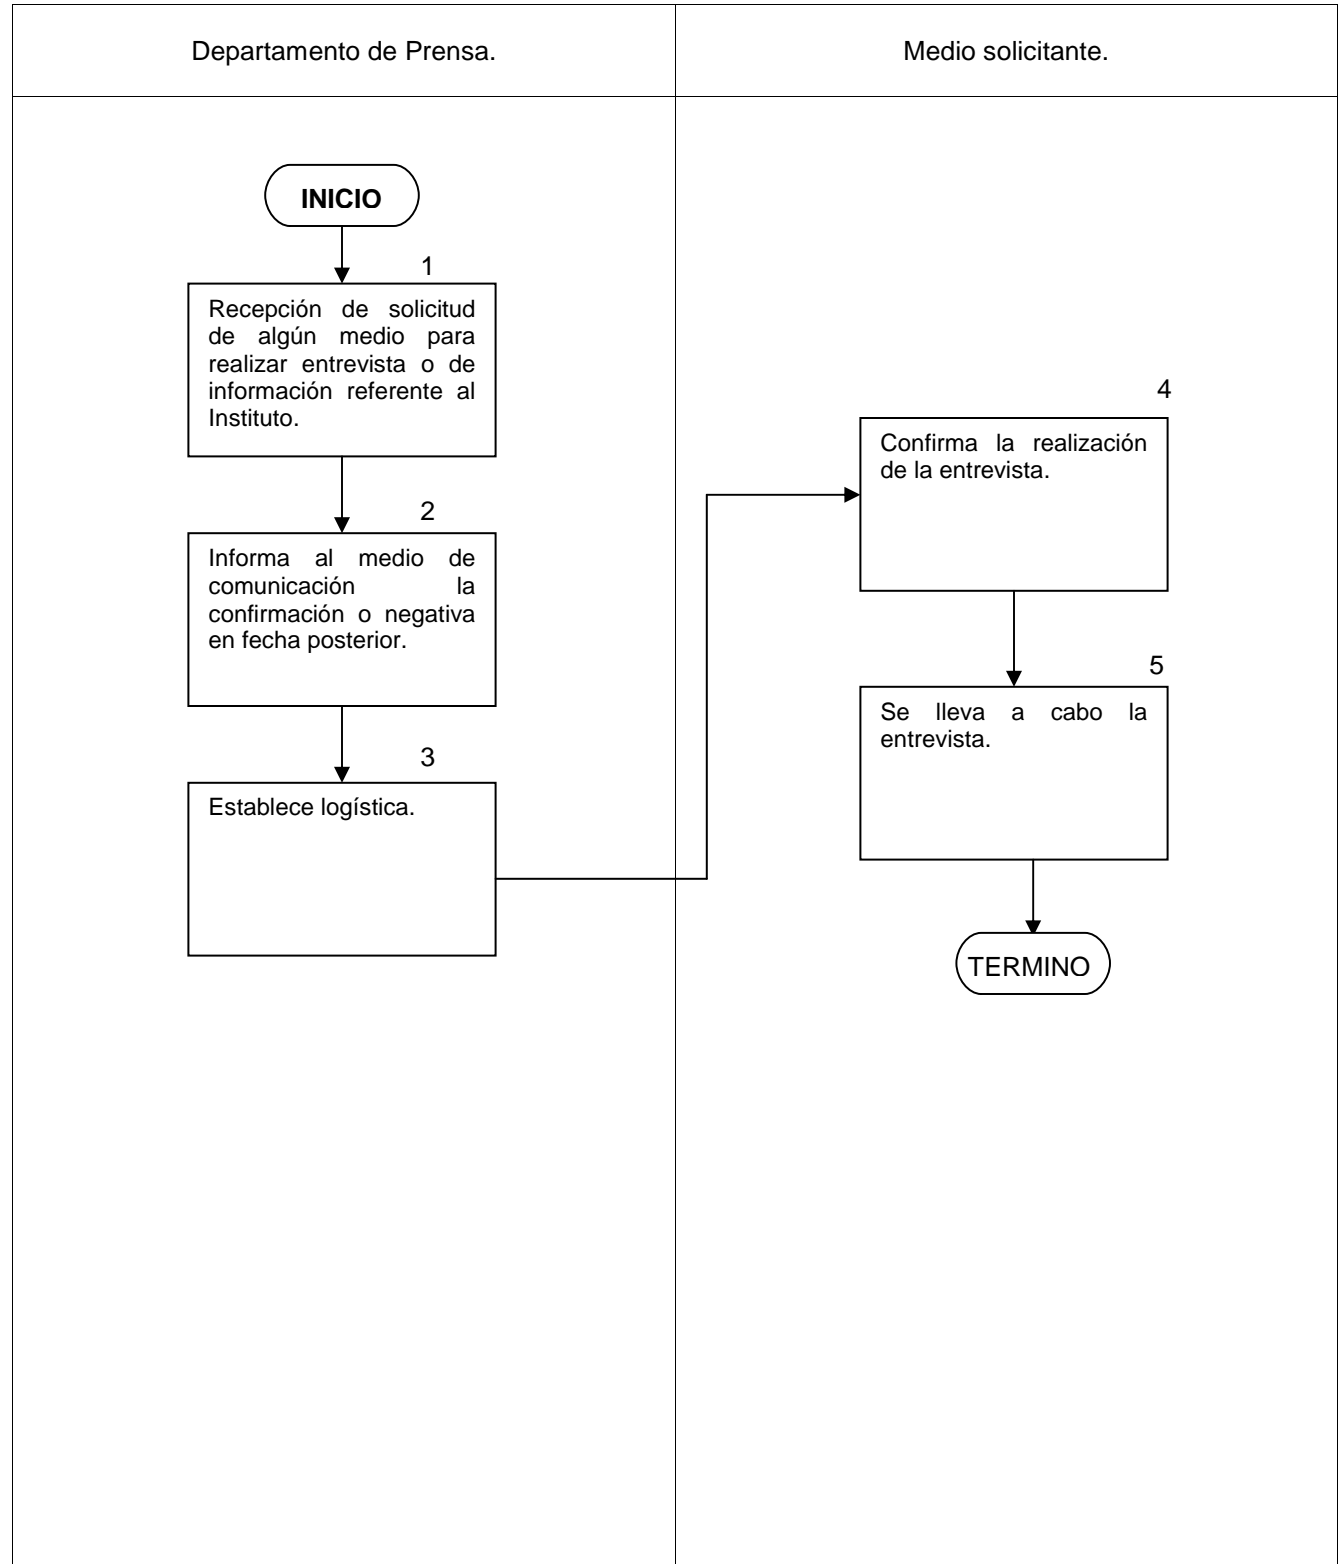 Departamento de Prensa.
Medio solicitante.
INICIO
1
Recepción de solicitud
de algún medio para
realizar entrevista o de
información referente al
Instituto.
2
Informa al medio de
comunicación la
confirmación o negativa
en fecha posterior.
3
Establece logística.
4
Confirma la realización
de la entrevista.
5
Se lleva a cabo la
entrevista.
TERMINO